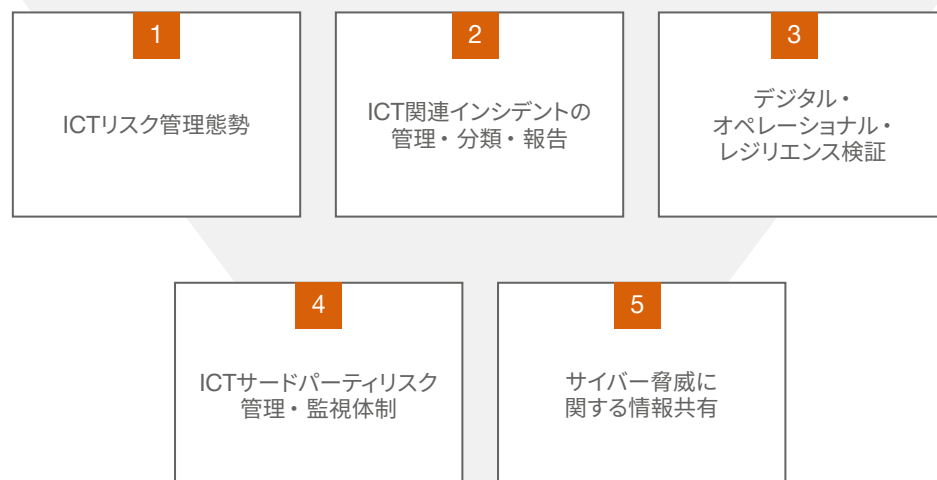 1
ICTリスク管理態勢
2
ICT関連インシデントの
管理・分類・報告
3
デジタル・
オペレーショナル・
レジリエンス検証
4
ICTサードパーティリスク
管理・監視体制
5
サイバー脅威に
関する情報共有